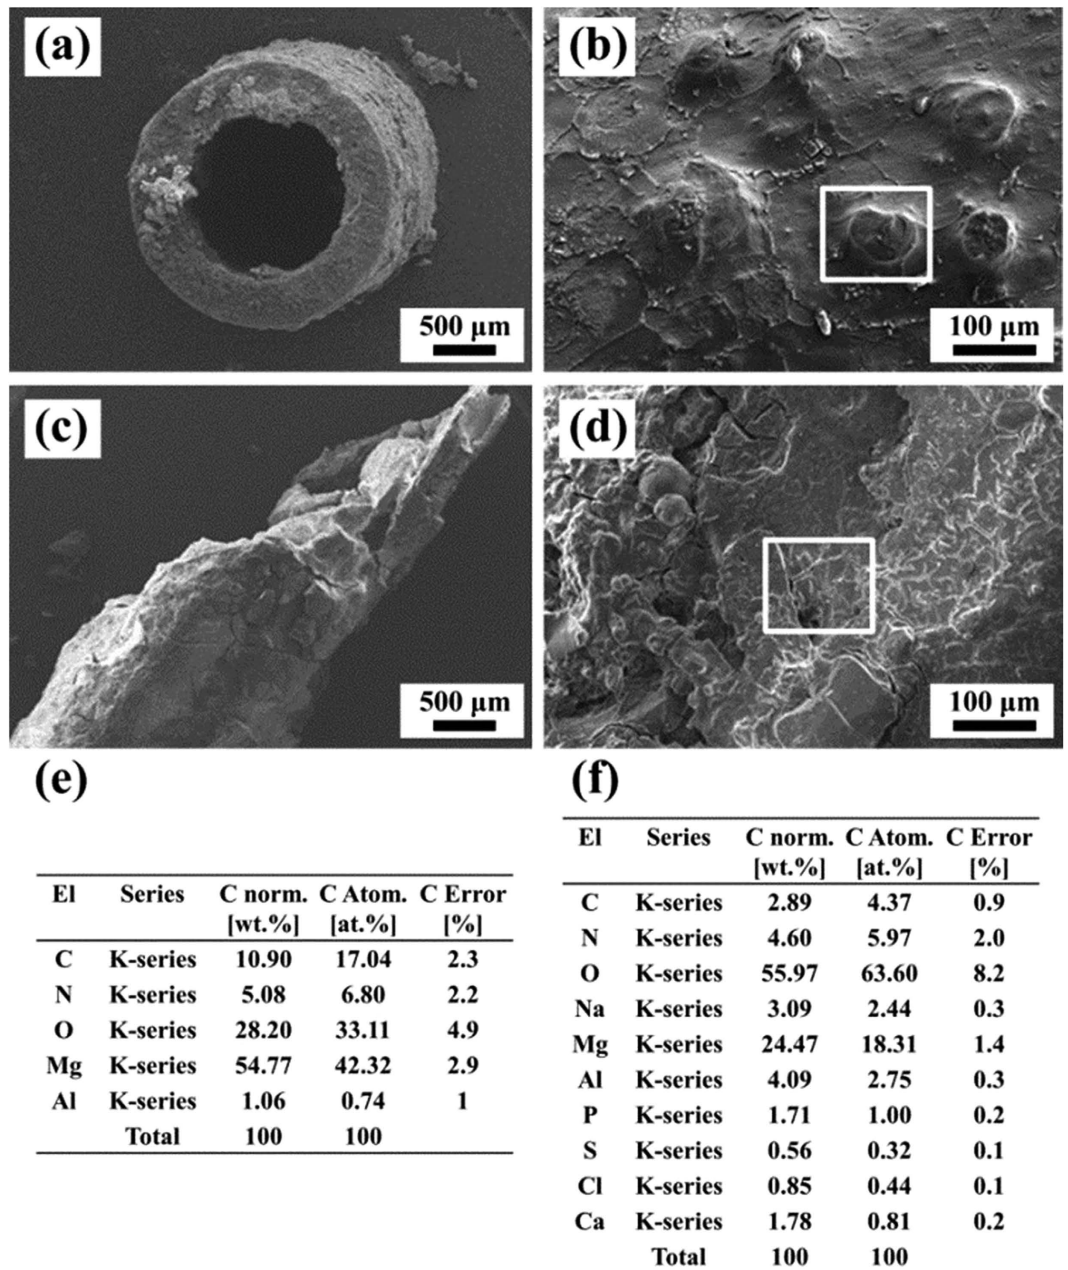 (a)
500 µm
(b)
100 µm
(c)
500 µm
(d)
100 µm
(e)
El Series C norm. C Atom. C Error
[wt.%] [at.%] [%]
C K-series 10.90 17.04 2.3
N K-series 5.08 6.80 2.2
O K-series 28.20 33.11 4.9
Mg K-series 54.77 42.32 2.9
Al K-series 1.06 0.74 1
Total 100 100
(f)
El Series C norm. C Atom. C Error
[wt.%] [at.%] [%]
C K-series 2.89 4.37 0.9
N K-series 4.60 5.97 2.0
O K-series 55.97 63.60 8.2
Na K-series 3.09 2.44 0.3
Mg K-series 24.47 18.31 1.4
Al K-series 4.09 2.75 0.3
P K-series 1.71 1.00 0.2
S K-series 0.56 0.32 0.1
Cl K-series 0.85 0.44 0.1
Ca K-series 1.78 0.81 0.2
Total 100 100